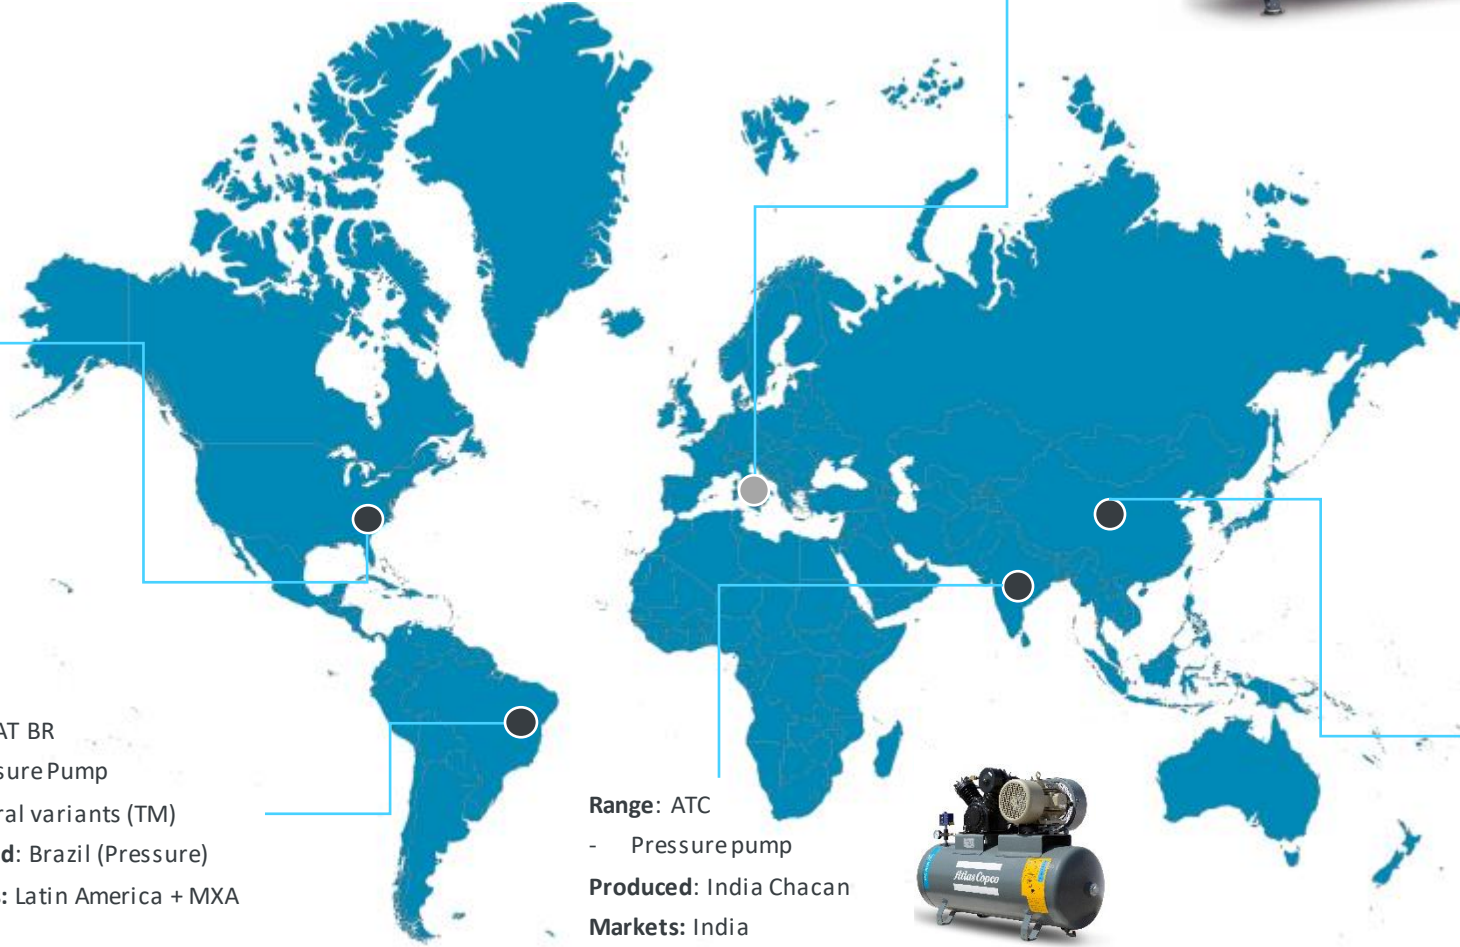 AT BR
sure Pump
ral variants (TM)
d: Brazil (Pressure)
s: Latin America + MXA
Range: ATC
- Pressure pump
Produced: India Chacan
Markets: India
Atlas Copco